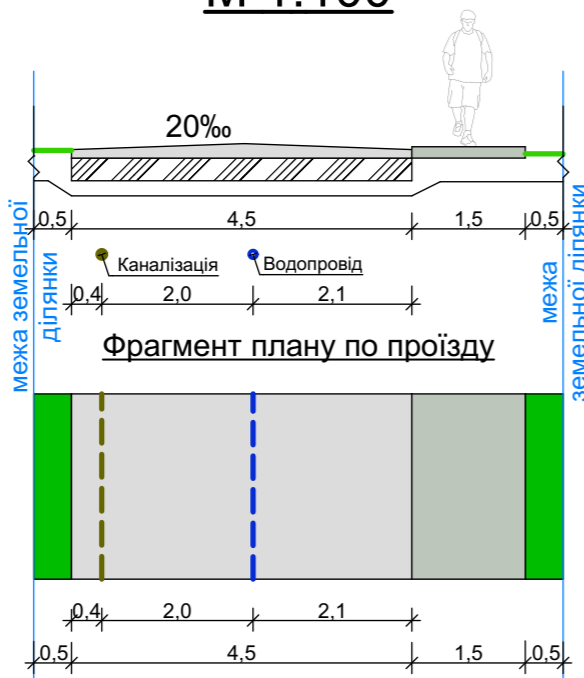 М 1:100
20‰
0,5 4,5 1,5 0,5
межа земельної
ділянки
Каналізація
Водопровід
межа
земельної ділянки
0,4 2,0 2,1
Фрагмент плану по проїзду
0,4 2,0 2,1
0,5 4,5 1,5 0,5